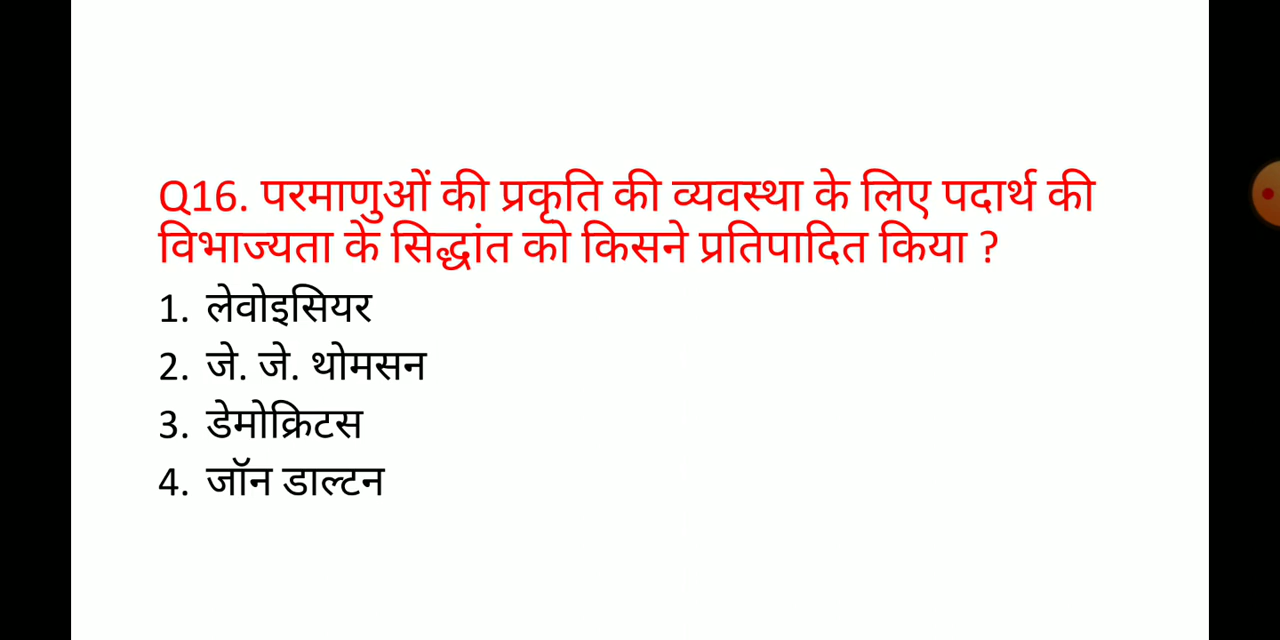 Q16. परमाणुओं की प्रकृति की व्यवस्था के लिए पदार्थ की
विभाज्यता के सिद्धांत को किसने प्रतिपादित किया ?
1. लेवोइसियर
2. जे. जे. थोमसन
3. डेमोक्रिटस
4. जॉन डाल्टन